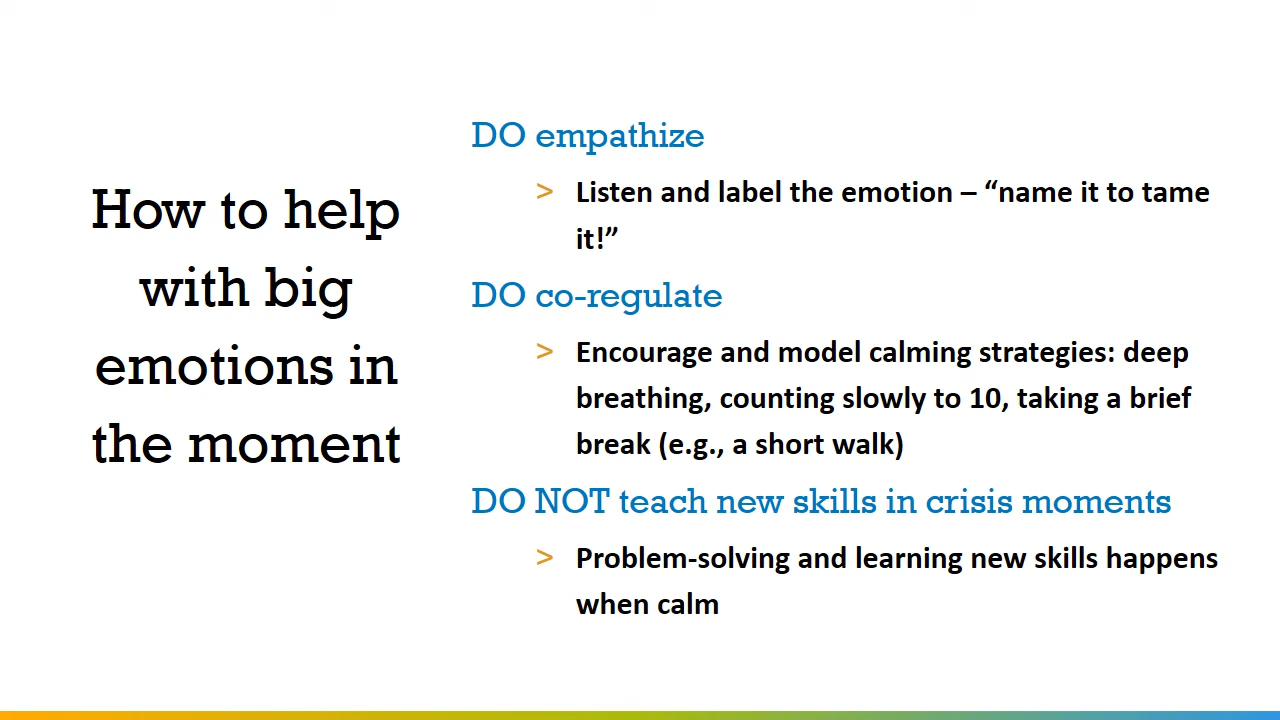 How to help
with big
emotions in
the moment
DO empathize
> Listen and label the emotion – “name it to tame
it!”
DO co-regulate
> Encourage and model calming strategies: deep
breathing, counting slowly to 10, taking a brief
break (e.g., a short walk)
DO NOT teach new skills in crisis moments
> Problem-solving and learning new skills happens
when calm